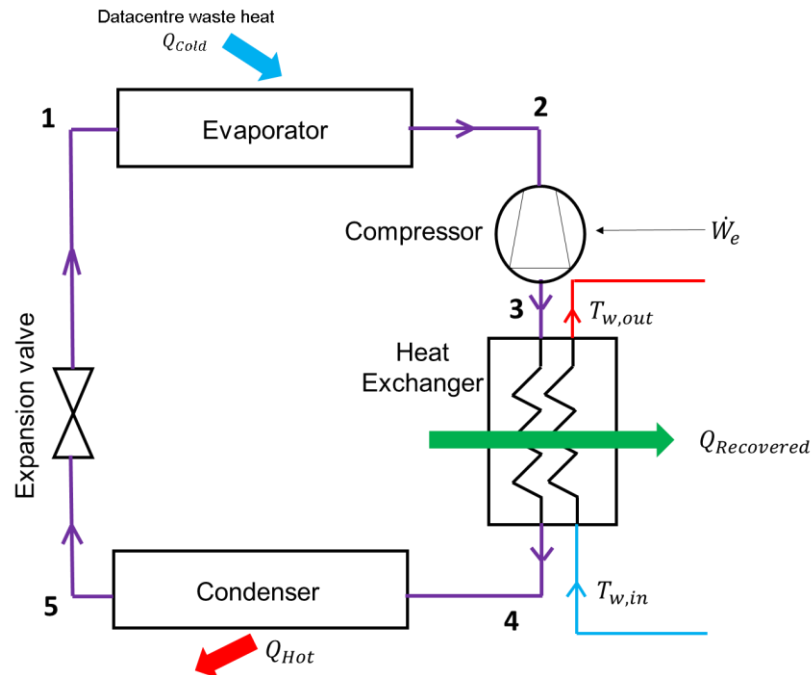 Datacentre waste heat
Q_Cold
1
Evaporator
2
Compressor
Ẇ_e
3
T_w,out
Heat
Exchanger
Q_Recovered
Expansion valve
Condenser
5
4
T_w,in
Q_Hot